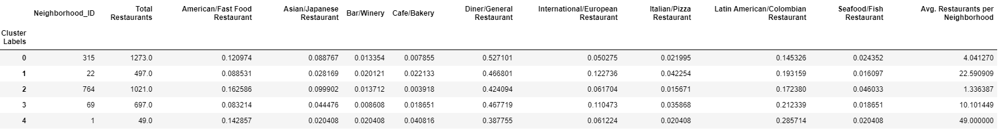 Neighborhood_ID Total Restaurants American/Fast Food Restaurant Asian/Japanese Restaurant Bar/Winery Cafe/Bakery Diner/General Restaurant International/European Restaurant Italian/Pizza Restaurant Latin American/Colombian Restaurant Seafood/Fish Restaurant Avg. Restaurants per Neighborhood
Cluster Labels
0 315 1273.0 0.120974 0.088767 0.013354 0.007855 0.527101 0.050275 0.021995 0.145326 0.024352 4.041270
1 22 497.0 0.088531 0.028169 0.020121 0.022133 0.466801 0.122736 0.042254 0.193159 0.016097 22.590909
2 764 1021.0 0.162586 0.099902 0.013712 0.003918 0.424094 0.061704 0.015671 0.172380 0.046033 1.336387
3 69 697.0 0.083214 0.044476 0.008608 0.018651 0.467719 0.110473 0.035868 0.212339 0.018651 10.101449
4 1 49.0 0.142857 0.020408 0.020408 0.040816 0.387755 0.061224 0.020408 0.285714 0.020408 49.000000